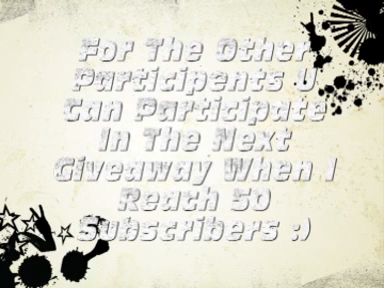 For The Other
Participents U
Can Participate
In The Next
Giveaway When I
Reach 50
Subscribers :)